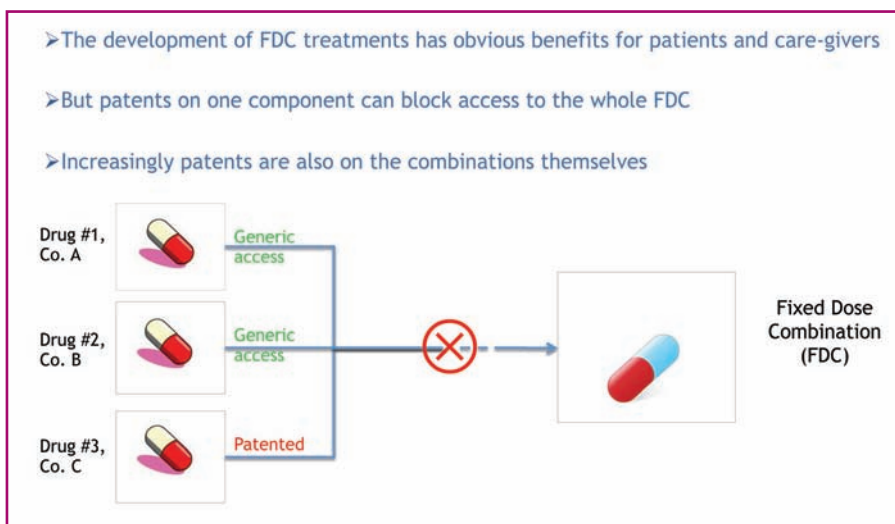 ➤The development of FDC treatments has obvious benefits for patients and care-givers
➤But patents on one component can block access to the whole FDC
➤Increasingly patents are also on the combinations themselves
Drug #1,
Co. A
Generic
access
Drug #2,
Co. B
Generic
access
Drug #3,
Co. C
Patented
Fixed Dose
Combination
(FDC)